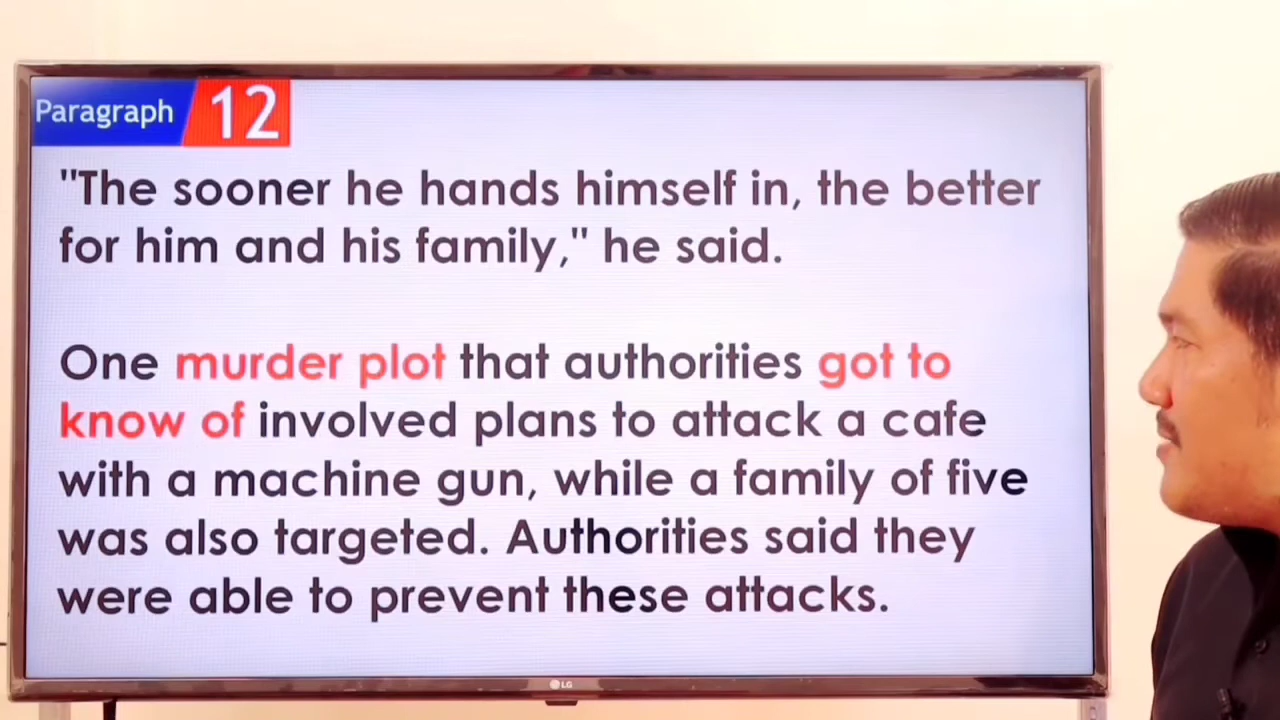 Paragraph 12
"The sooner he hands himself in, the better
for him and his family," he said.
One murder plot that authorities got to
know of involved plans to attack a cafe
with a machine gun, while a family of five
was also targeted. Authorities said they
were able to prevent these attacks.
LG